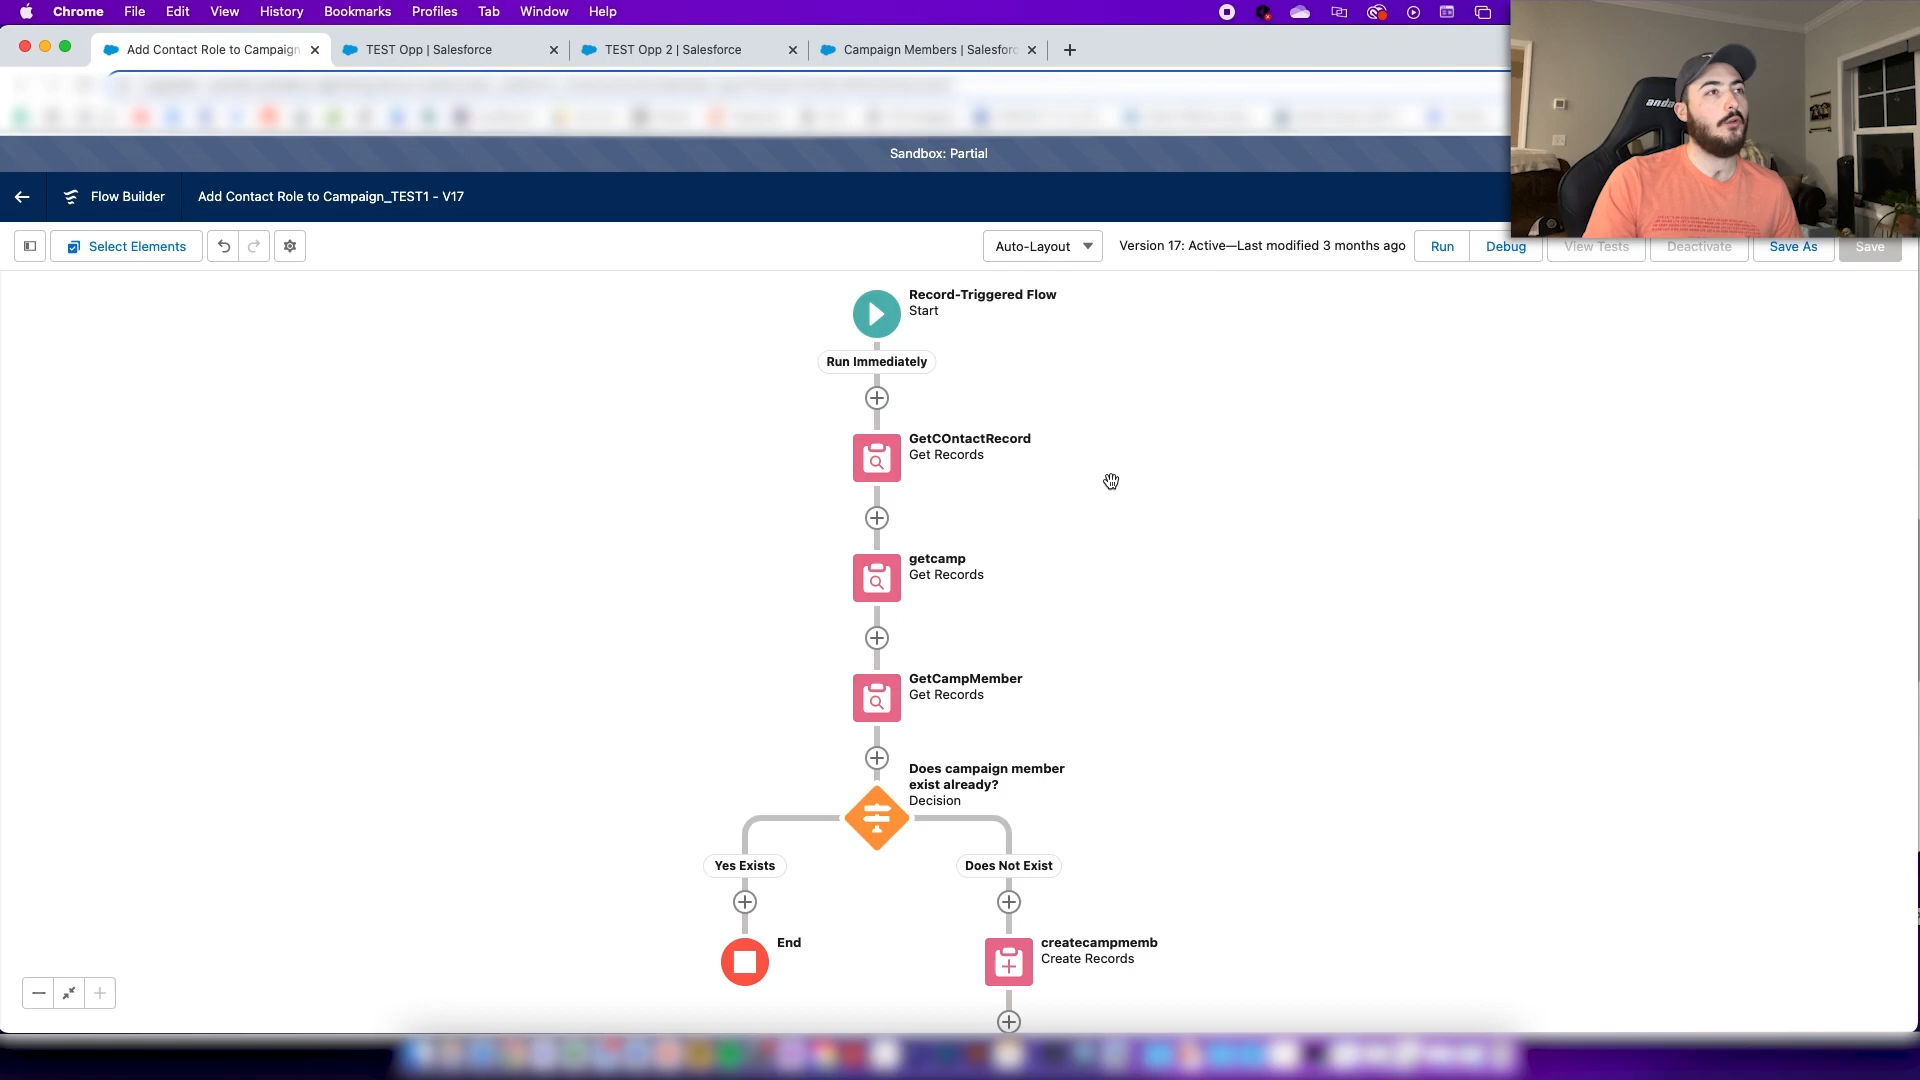 Chrome File Edit View History Bookmarks Profiles Tab Window Help
Add Contact Role to Campaign
TEST Opp | Salesforce
TEST Opp 2 | Salesforce
Campaign Members | Salesforc
Sandbox: Partial
Flow Builder
Add Contact Role to Campaign_TEST1 - V17
Select Elements
Auto-Layout
Version 17: Active—Last modified 3 months ago
Run
Debug
View Tests
Deactivate
Save As
Save
Record-Triggered Flow
Start
Run Immediately
GetCOntactRecord
Get Records
getcamp
Get Records
GetCampMember
Get Records
Does campaign member
exist already?
Decision
Yes Exists
Does Not Exist
End
createcampmemb
Create Records